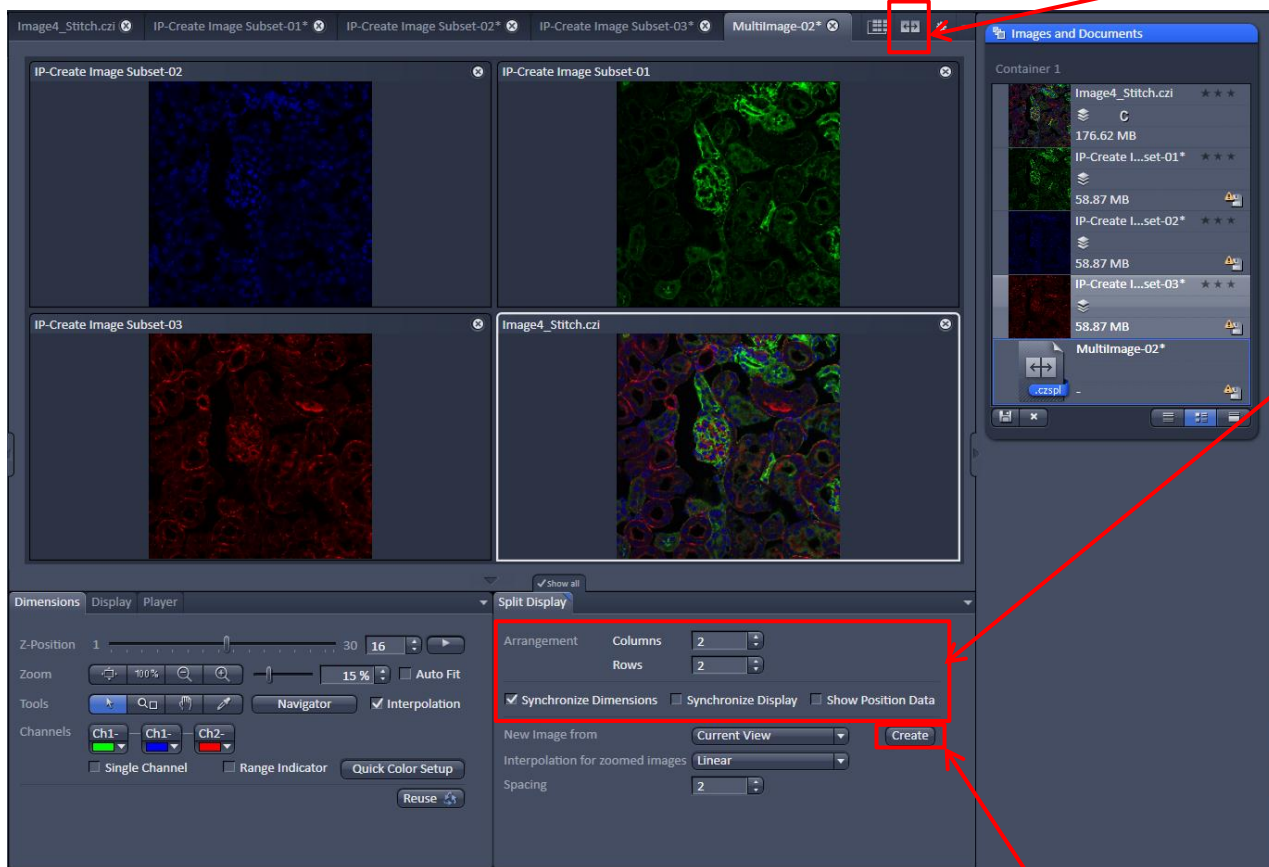 Image4_Stitch.czi IP-Create Image Subset-01* IP-Create Image Subset-02* IP-Create Image Subset-03* MultiImage-02*
IP-Create Image Subset-02
IP-Create Image Subset-01
IP-Create Image Subset-03
Image4_Stitch.czi
Show all
Dimensions Display Player
Z-Position 1 30 16
Zoom 100% 15 % Auto Fit
Tools Navigator Interpolation
Channels Ch1- Ch1- Ch2-
Single Channel Range Indicator Quick Color Setup
Reuse
Split Display
Arrangement Columns 2
Rows 2
Synchronize Dimensions Synchronize Display Show Position Data
New Image from Current View Create
Interpolation for zoomed images Linear
Spacing 2
Images and Documents
Container 1
Image4_Stitch.czi
C
176.62 MB
IP-Create I...set-01*
58.87 MB
IP-Create I...set-02*
58.87 MB
IP-Create I...set-03*
58.87 MB
MultiImage-02*
.czspl -